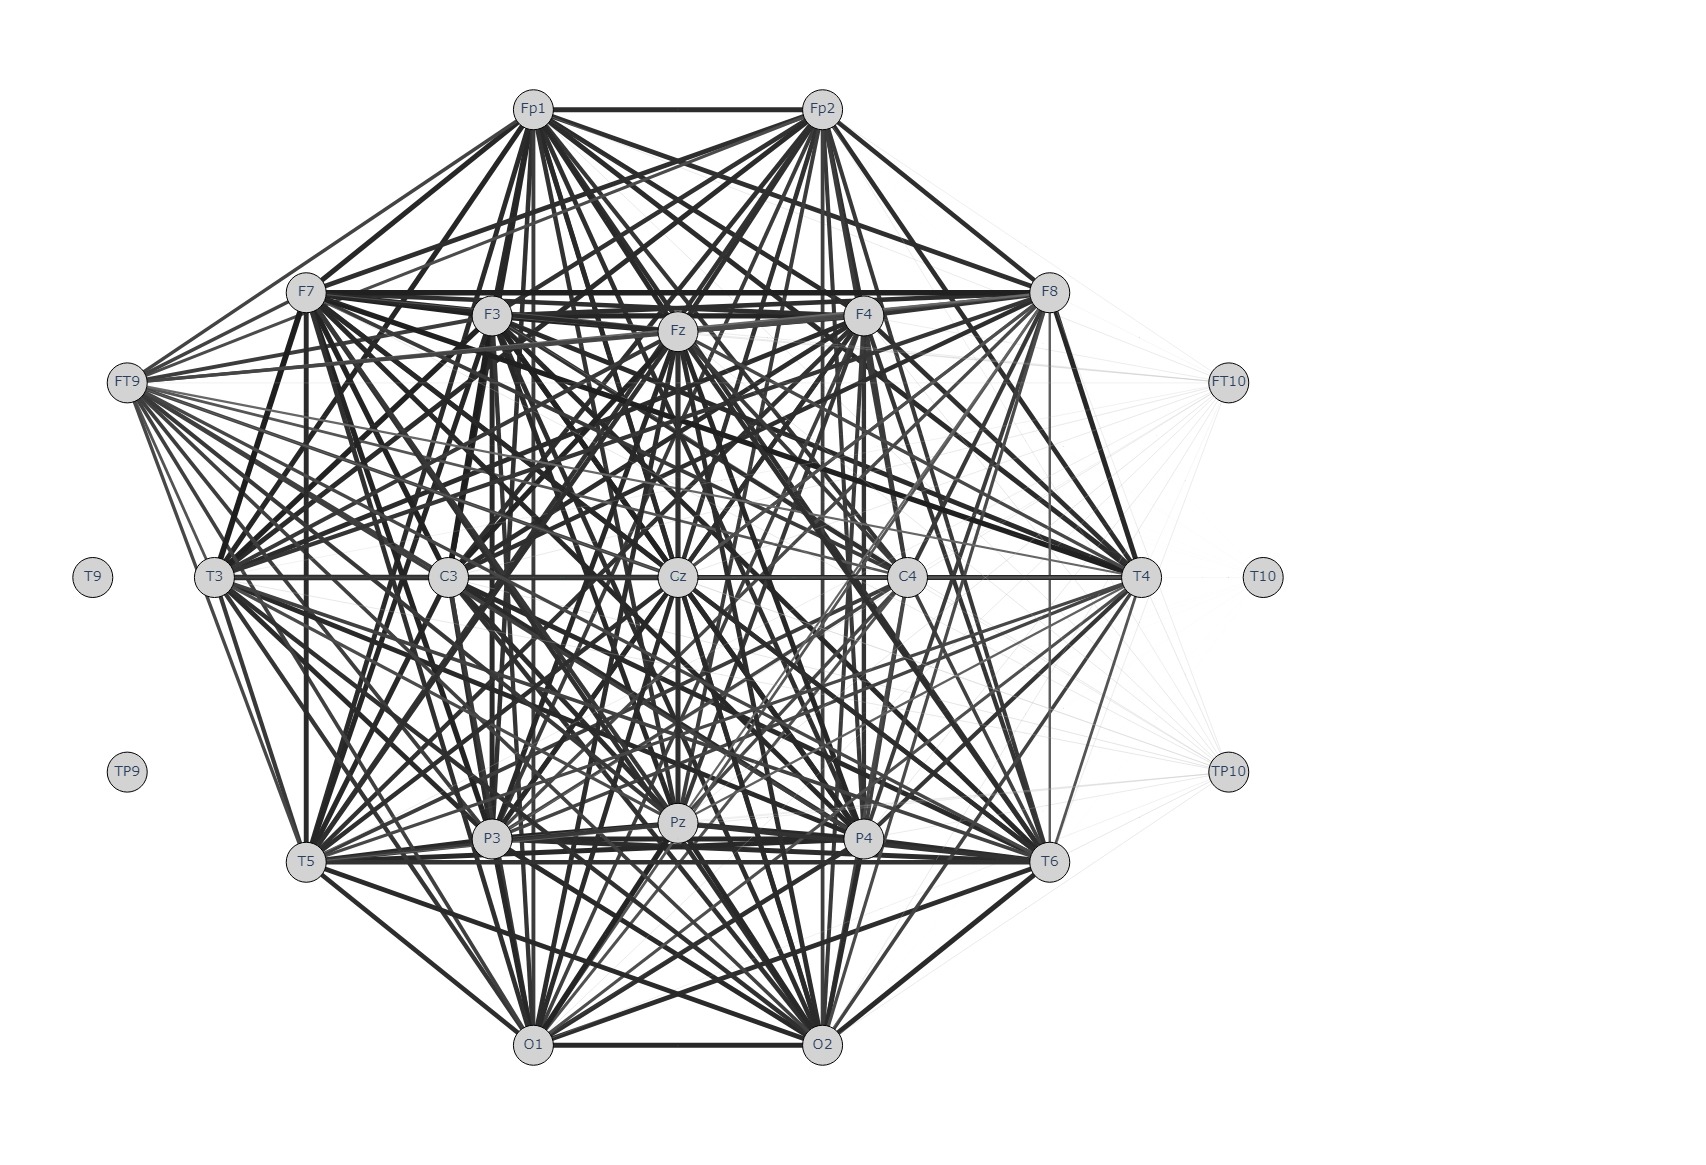 Fp1 Fp2
F7 F3 Fz F4 F8
FT9 FT10
T9 T3 C3 Cz C4 T4 T10
TP9 TP10
T5 P3 Pz P4 T6
O1 O2